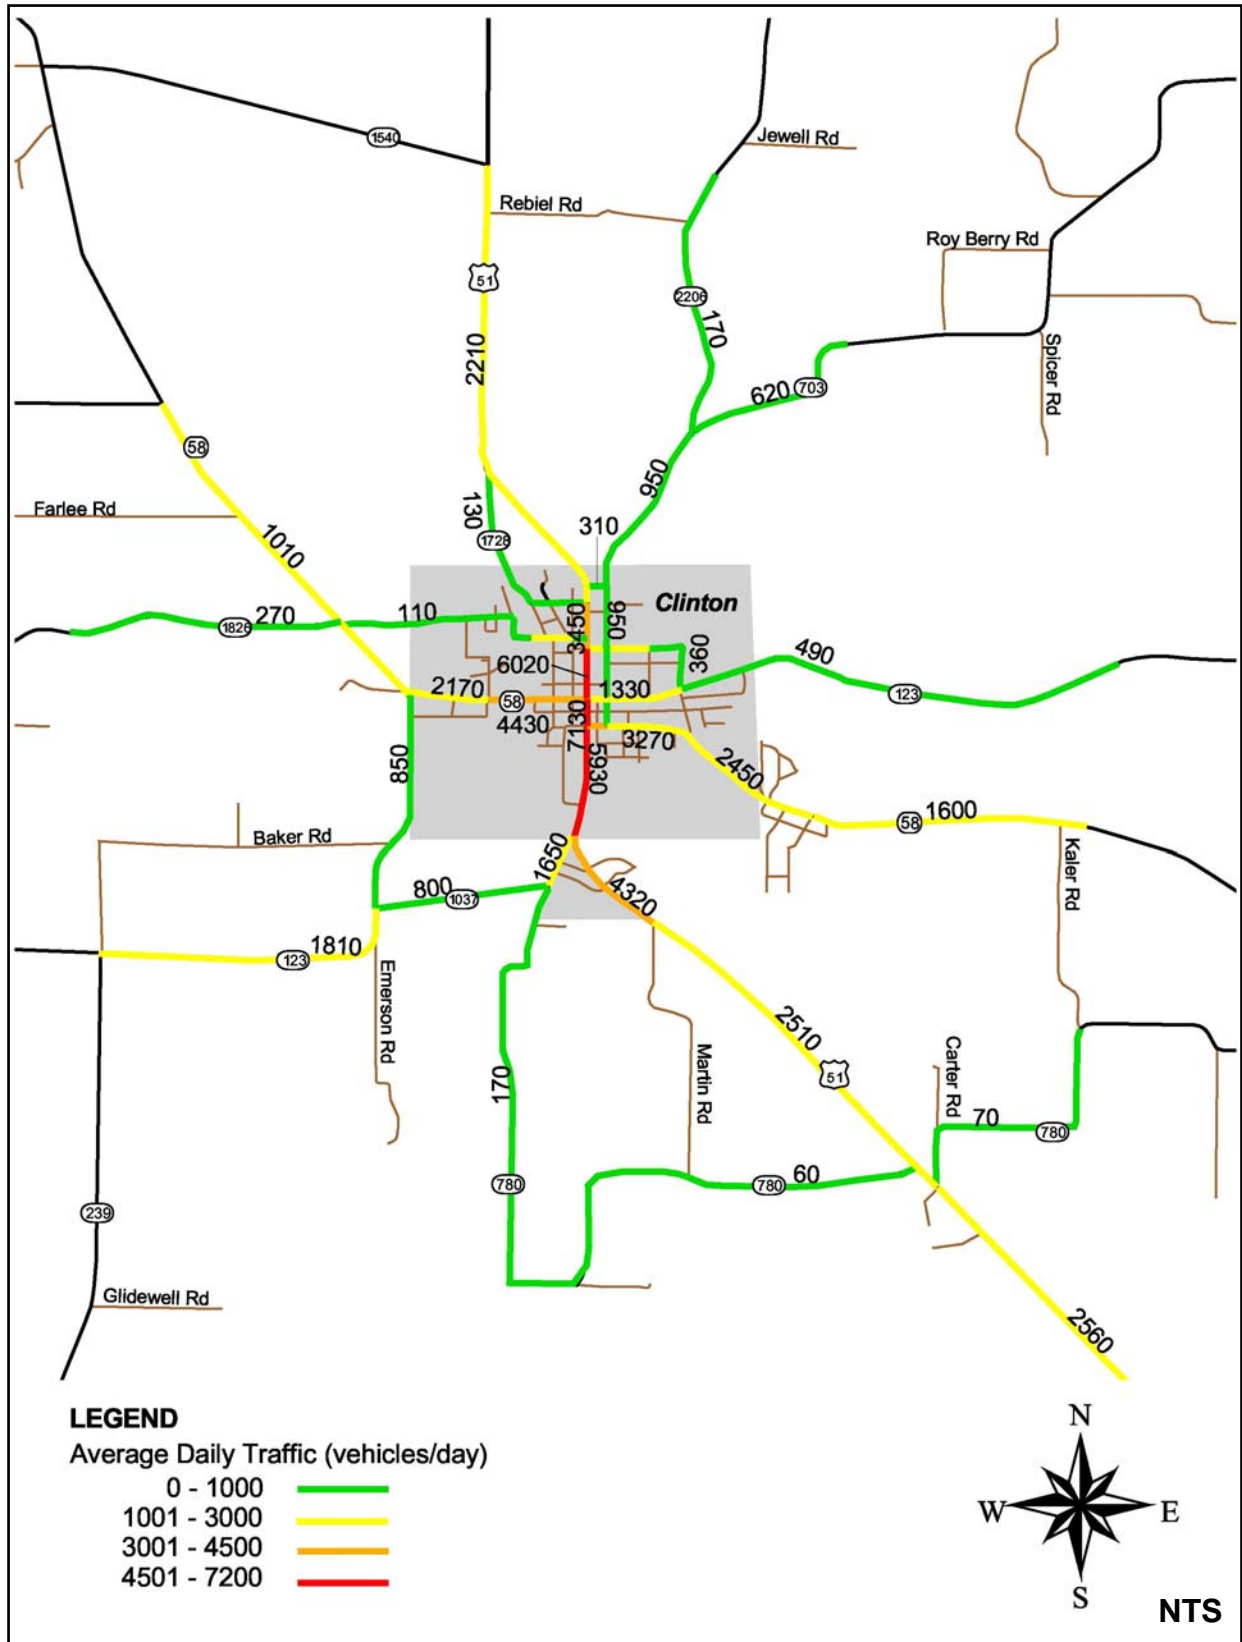 1540
Jewell Rd
Rebiel Rd
Roy Berry Rd
51
2206
170
2210
Spicer Rd
703
620
58
950
Farlee Rd
130
310
1010
1728
Clinton
270
110
1826
3450
950
360
490
6020
2170
58
1330
123
4430
7130
3270
5930
850
2450
58
1600
Baker Rd
1650
Kaler Rd
800
1037
4320
123
1810
Emerson Rd
2510
51
Martin Rd
Carter Rd
170
70
780
780
780
60
239
Glidewell Rd
2560
LEGEND
Average Daily Traffic (vehicles/day)
0 - 1000
1001 - 3000
3001 - 4500
4501 - 7200
N
W
E
S
NTS